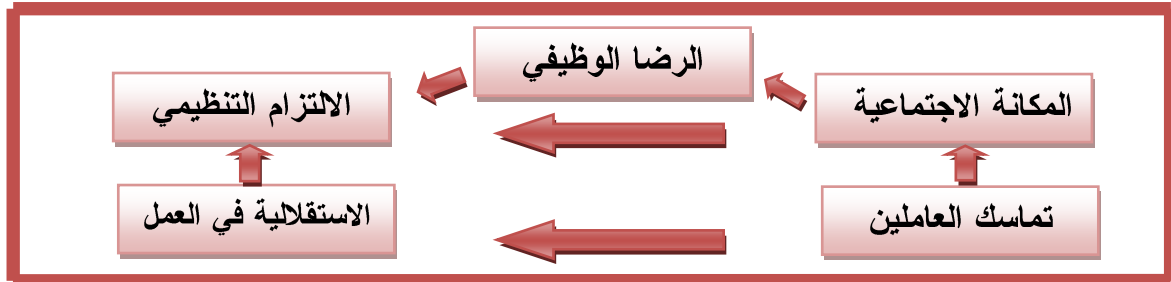 الرضا الوظيفي
المكانة الاجتماعية
الالتزام التنظيمي
تماسك العاملين
الاستقلالية في العمل